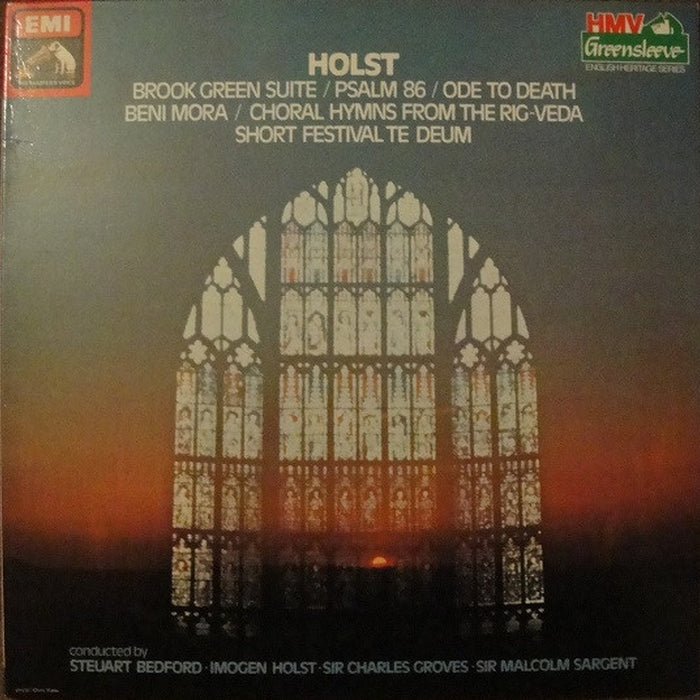 EMI
HMV
Greensleeve
ENGLISH HERITAGE SERIES
HOLST
BROOK GREEN SUITE / PSALM 86 / ODE TO DEATH
BENI MORA / CHORAL HYMNS FROM THE RIG-VEDA
SHORT FESTIVAL TE DEUM
conducted by
STEUART BEDFORD · IMOGEN HOLST · SIR CHARLES GROVES · SIR MALCOLM SARGENT